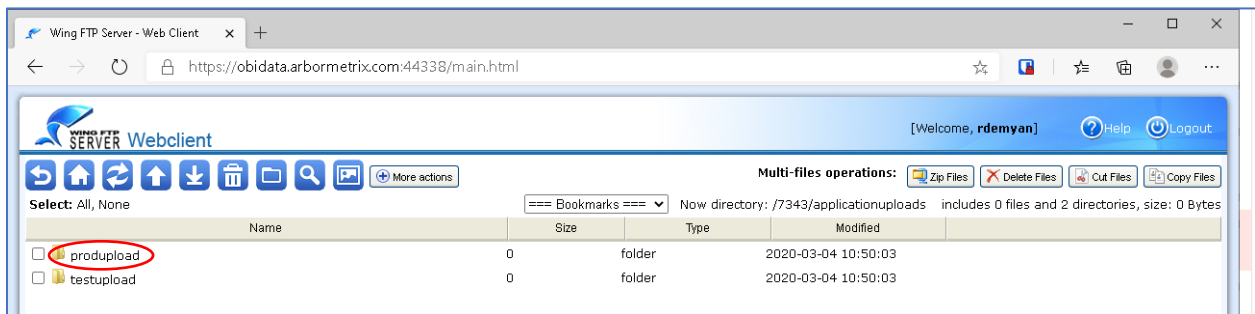 Wing FTP Server - Web Client
https://obidata.arbormetrix.com:44338/main.html
WING FTP
SERVER Webclient
[Welcome, rdemyan] Help Logout
More actions
Multi-files operations: Zip Files Delete Files Cut Files Copy Files
Select: All, None
=== Bookmarks === Now directory: /7343/applicationuploads includes 0 files and 2 directories, size: 0 Bytes
Name Size Type Modified
produpload 0 folder 2020-03-04 10:50:03
testupload 0 folder 2020-03-04 10:50:03